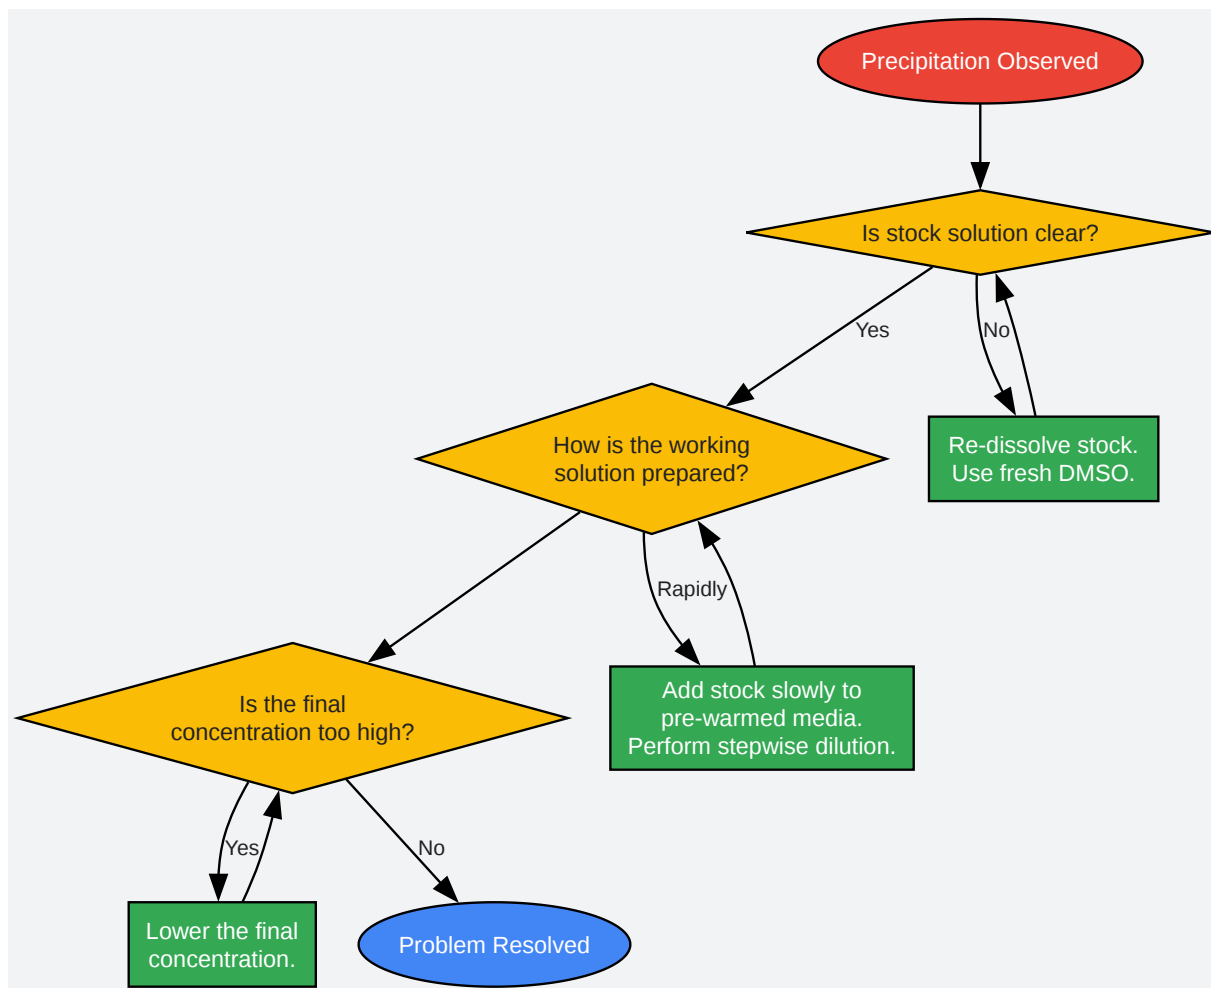 Precipitation Observed
Is stock solution clear?
Yes
No
How is the working
solution prepared?
Re-dissolve stock.
Use fresh DMSO.
Rapidly
Is the final
concentration too high?
Add stock slowly to
pre-warmed media.
Perform stepwise dilution.
Yes
No
Lower the final
concentration.
Problem Resolved